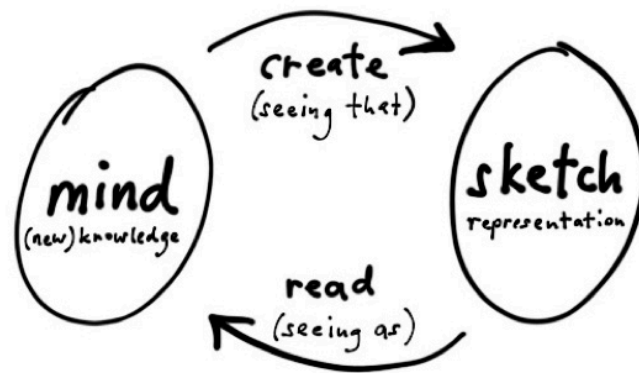 create
(seeing that)
mind
(new) knowledge
sketch
representation
read
(seeing as)